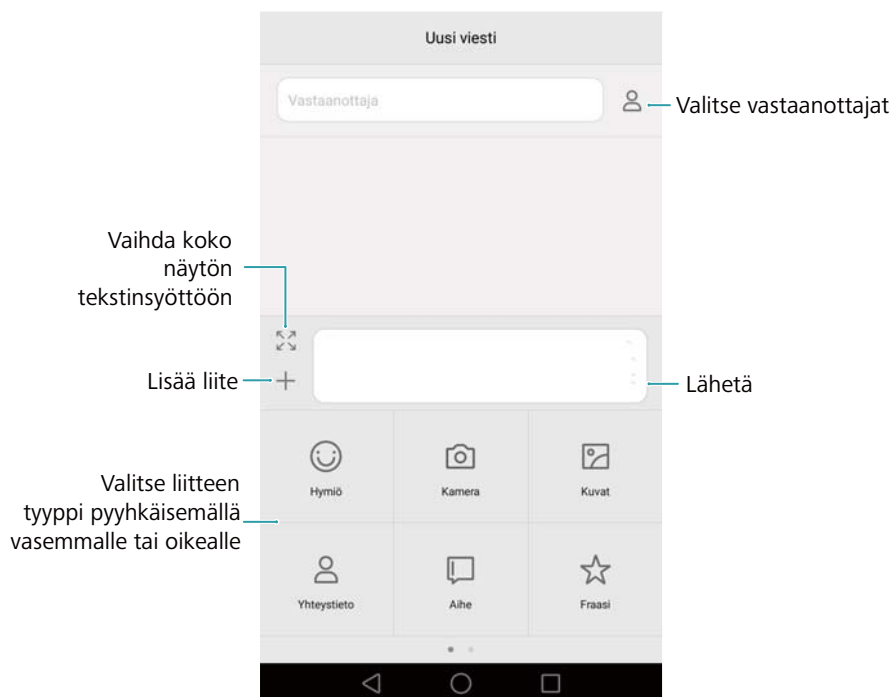 Uusi viesti
Vastaanottaja
Valitse vastaanottajat
Vaihda koko
näytön
tekstinsyöttöön
Lisää liite
Lähetä
Hymiö
Kamera
Kuvat
Valitse liitteen
tyyppi pyyhkäisemällä
vasemmalle tai oikealle
Yhteystieto
Aihe
Fraasi